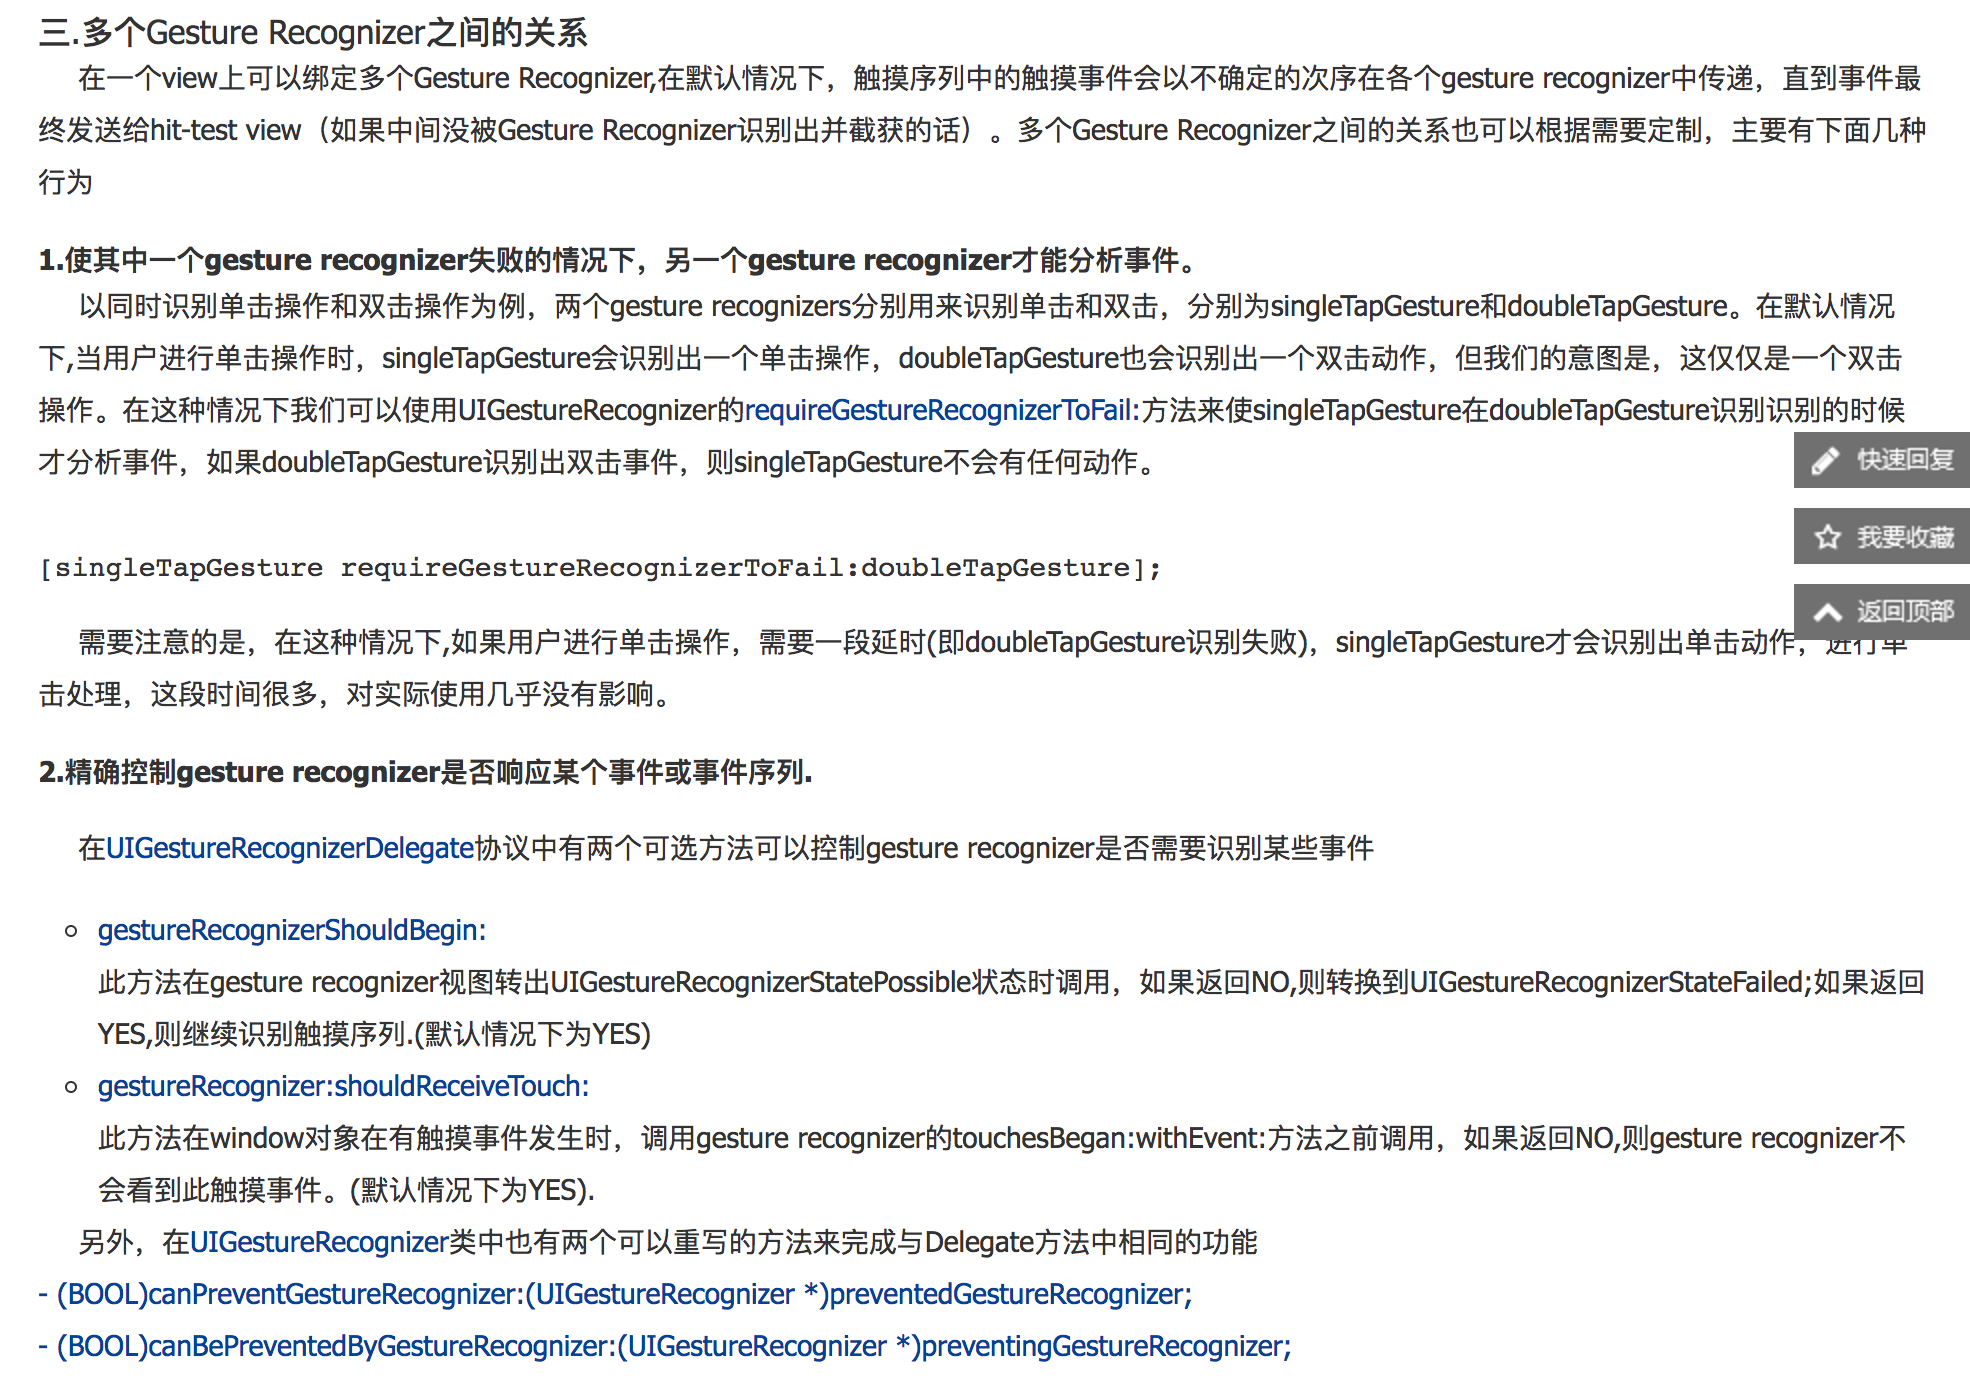 三.多个Gesture Recognizer之间的关系
在一个view上可以绑定多个Gesture Recognizer,在默认情况下，触摸序列中的触摸事件会以不确定的次序在各个gesture recognizer中传递，直到事件最
终发送给hit-test view（如果中间没被Gesture Recognizer识别出并截获的话）。多个Gesture Recognizer之间的关系也可以根据需要定制，主要有下面几种
行为
1.使其中一个gesture recognizer失败的情况下，另一个gesture recognizer才能分析事件。
以同时识别单击操作和双击操作为例，两个gesture recognizers分别用来识别单击和双击，分别为singleTapGesture和doubleTapGesture。在默认情况
下,当用户进行单击操作时，singleTapGesture会识别出一个单击操作，doubleTapGesture也会识别出一个双击动作，但我们的意图是，这仅仅是一个双击
操作。在这种情况下我们可以使用UIGestureRecognizer的requireGestureRecognizerToFail:方法来使singleTapGesture在doubleTapGesture识别识别的时候
才分析事件，如果doubleTapGesture识别出双击事件，则singleTapGesture不会有任何动作。
快速回复
我要收藏
[singleTapGesture requireGestureRecognizerToFail:doubleTapGesture];
返回顶部
需要注意的是，在这种情况下,如果用户进行单击操作，需要一段延时(即doubleTapGesture识别失败)，singleTapGesture才会识别出单击动作，进行单
击处理，这段时间很多，对实际使用几乎没有影响。
2.精确控制gesture recognizer是否响应某个事件或事件序列.
在UIGestureRecognizerDelegate协议中有两个可选方法可以控制gesture recognizer是否需要识别某些事件
gestureRecognizerShouldBegin:
此方法在gesture recognizer视图转出UIGestureRecognizerStatePossible状态时调用，如果返回NO,则转换到UIGestureRecognizerStateFailed;如果返回
YES,则继续识别触摸序列.(默认情况下为YES)
gestureRecognizer:shouldReceiveTouch:
此方法在window对象在有触摸事件发生时，调用gesture recognizer的touchesBegan:withEvent:方法之前调用，如果返回NO,则gesture recognizer不
会看到此触摸事件。(默认情况下为YES).
另外，在UIGestureRecognizer类中也有两个可以重写的方法来完成与Delegate方法中相同的功能
- (BOOL)canPreventGestureRecognizer:(UIGestureRecognizer *)preventedGestureRecognizer;
- (BOOL)canBePreventedByGestureRecognizer:(UIGestureRecognizer *)preventingGestureRecognizer;